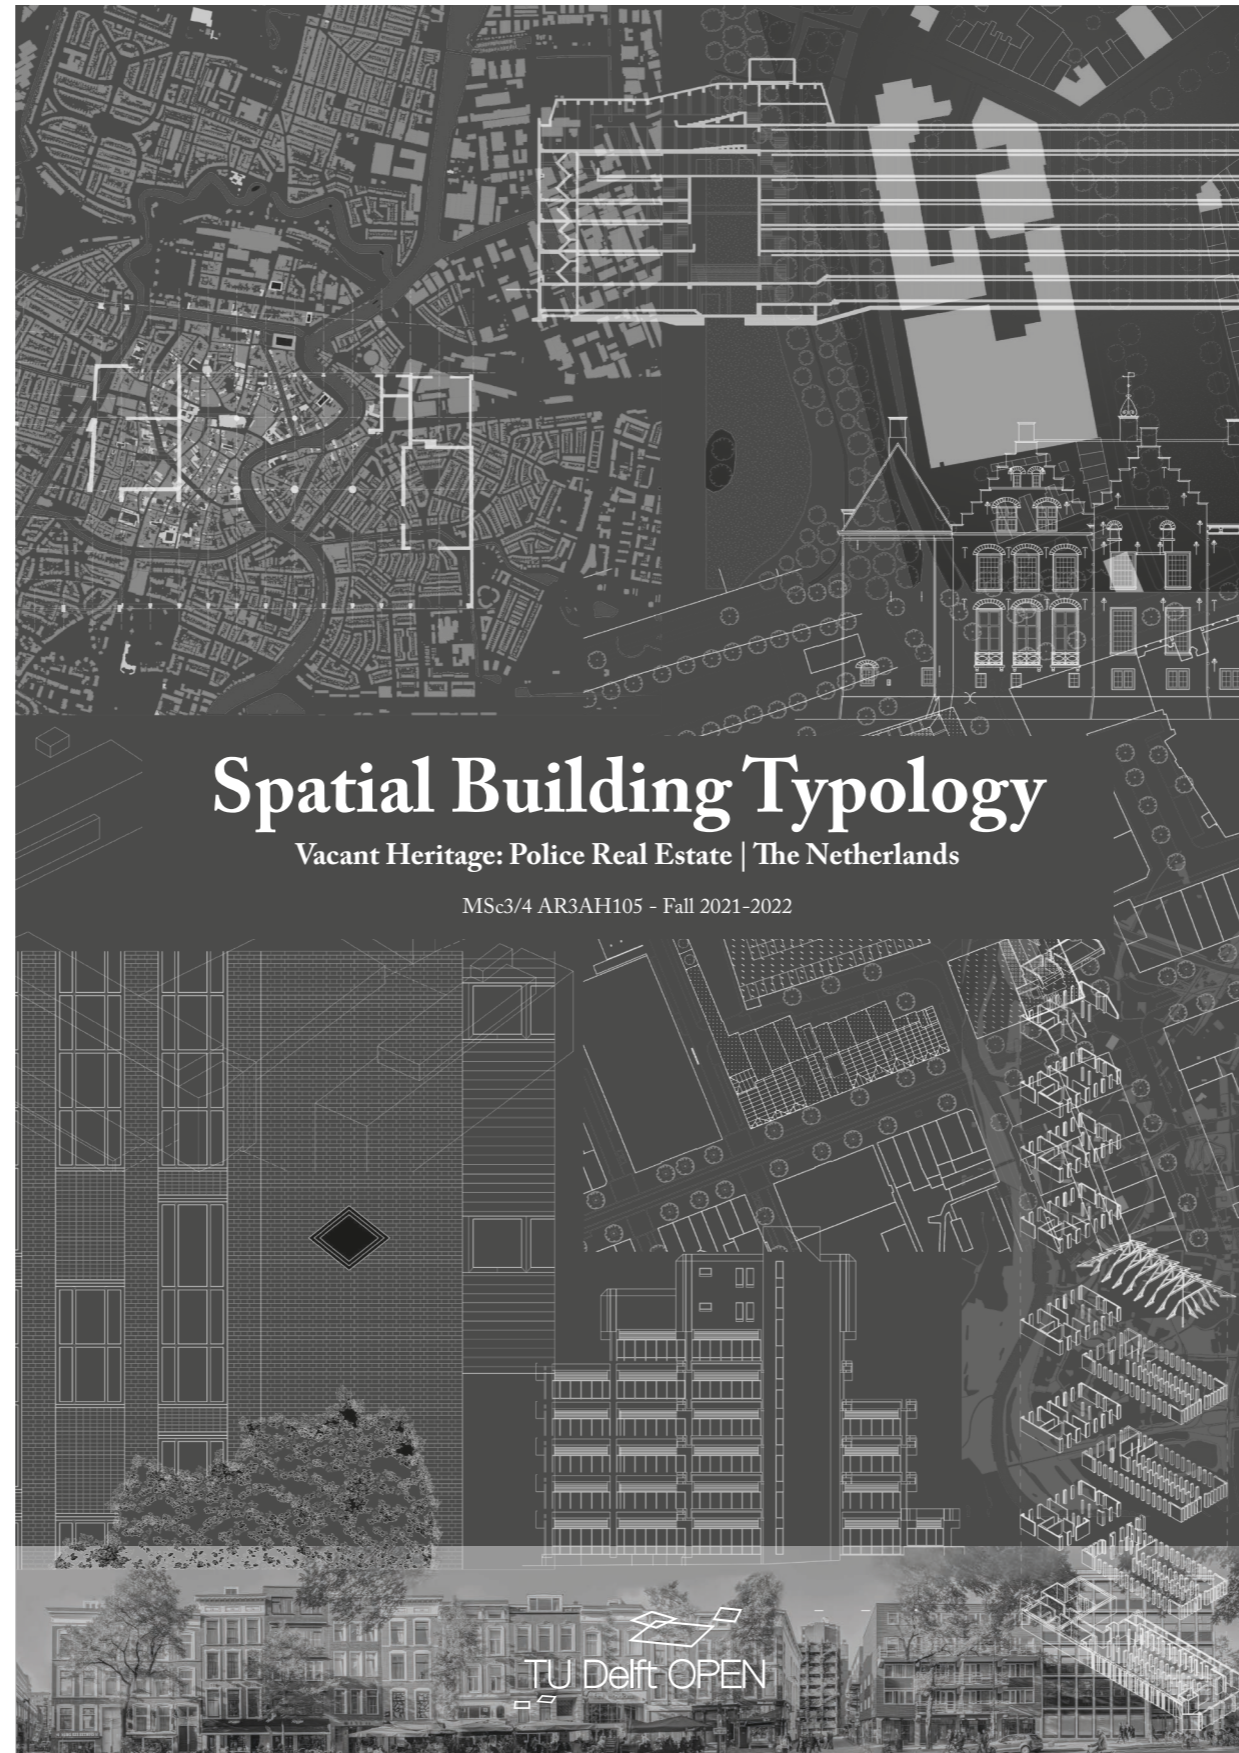 Spatial Building Typology
Vacant Heritage: Police Real Estate | The Netherlands
MSc3/4 AR3AH105 - Fall 2021-2022
TU Delft OPEN